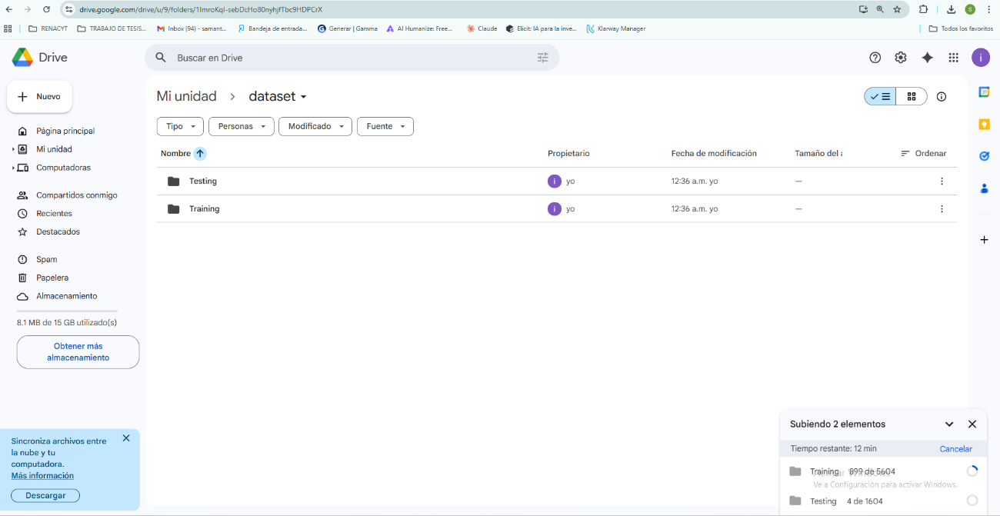 drive.google.com/drive/u/9/folders/1ImroKqI-sebDcHo80nyhjfTbc9HDPCrX
RENACYT
TRABAJO DE TESIS...
Inbox (94) - samant...
Bandeja de entrada...
Generar | Gamma
AI Humanize: Free...
Claude
Elicit: IA para la inve...
Klarway Manager
Todos los favoritos
Drive
Buscar en Drive
i
Nuevo
Mi unidad > dataset
Página principal
Mi unidad
Computadoras
Compartidos conmigo
Recientes
Destacados
Spam
Papelera
Almacenamiento
8.1 MB de 15 GB utilizado(s)
Obtener más
almacenamiento
Tipo
Personas
Modificado
Fuente
Nombre
Propietario
Fecha de modificación
Tamaño del a
Ordenar
Testing
i yo
12:36 a.m. yo
—
Training
i yo
12:36 a.m. yo
—
Sincroniza archivos entre
la nube y tu
computadora.
Más información
Descargar
Subiendo 2 elementos
Tiempo restante: 12 min
Cancelar
Training 899 de 5604
Activar Windows
Ve a Configuración para activar Windows.
Testing 4 de 1604